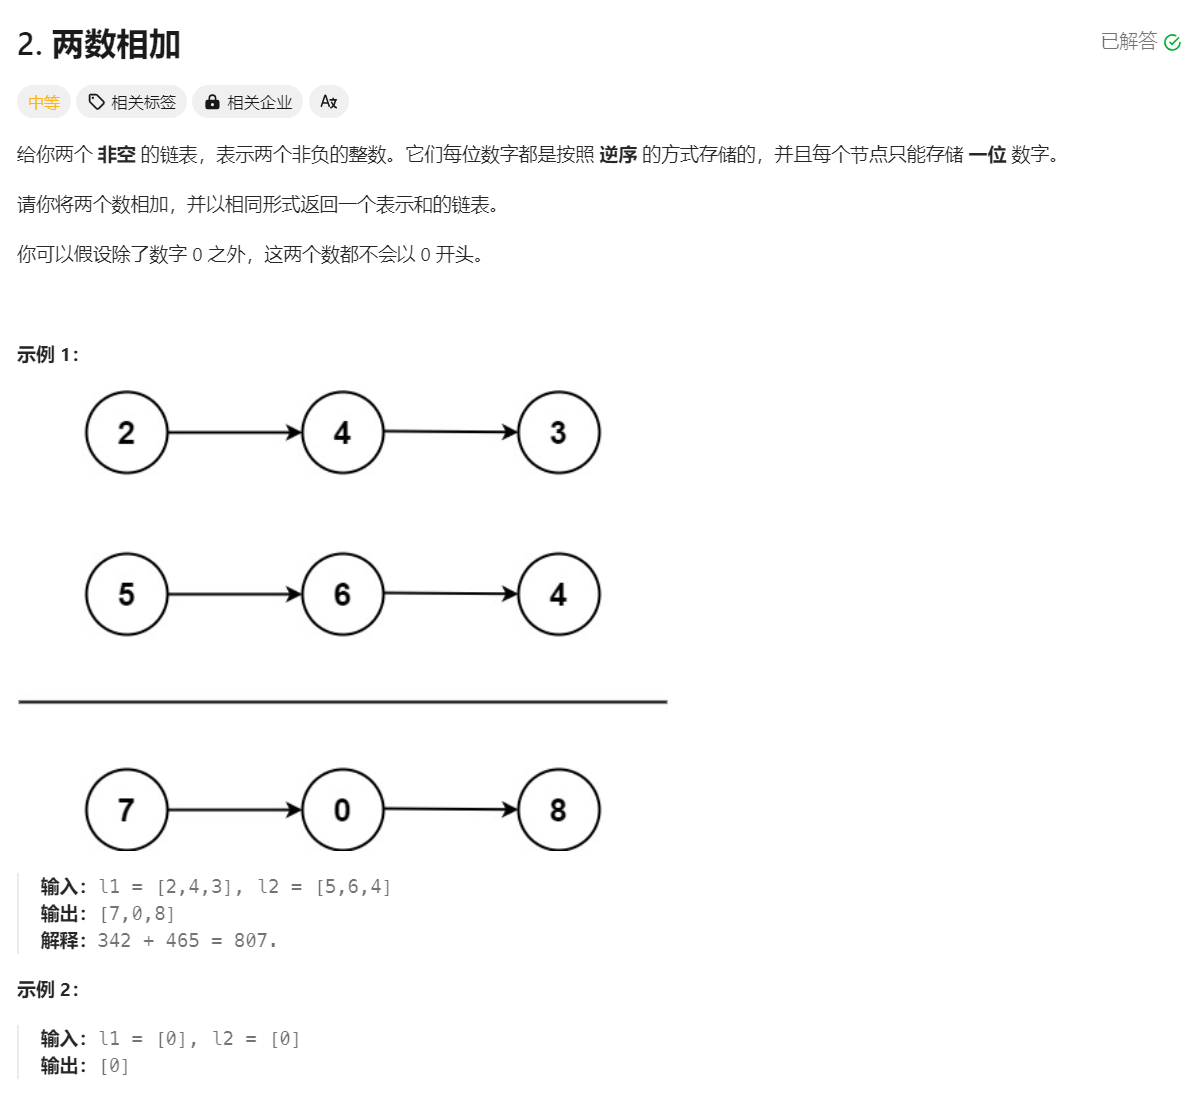 2. 两数相加
已解答
中等 相关标签 相关企业 A文
给你两个 非空 的链表，表示两个非负的整数。它们每位数字都是按照 逆序 的方式存储的，并且每个节点只能存储 一位 数字。
请你将两个数相加，并以相同形式返回一个表示和的链表。
你可以假设除了数字 0 之外，这两个数都不会以 0 开头。
示例 1：
2 4 3
5 6 4
7 0 8
输入：l1 = [2,4,3], l2 = [5,6,4]
输出：[7,0,8]
解释：342 + 465 = 807.
示例 2：
输入：l1 = [0], l2 = [0]
输出：[0]